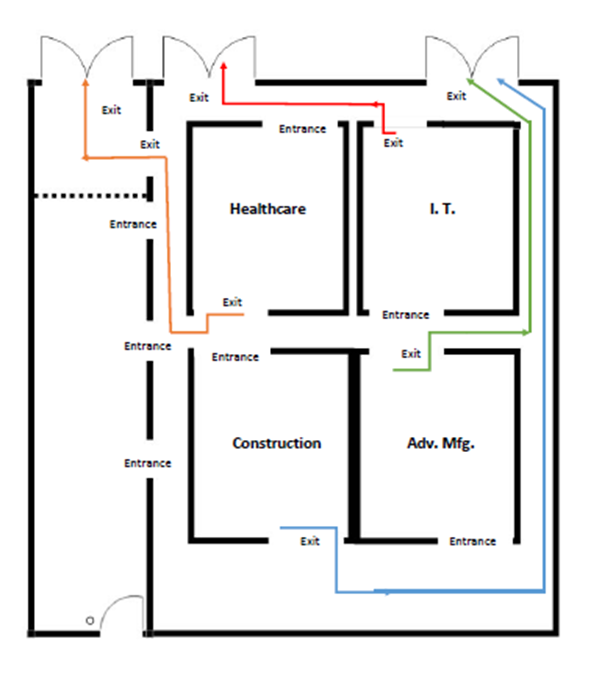 Exit
Exit
Exit
Entrance
Exit
Exit
Healthcare
I. T.
Entrance
Exit
Entrance
Entrance
Entrance
Exit
Construction
Adv. Mfg.
Entrance
Exit
Entrance